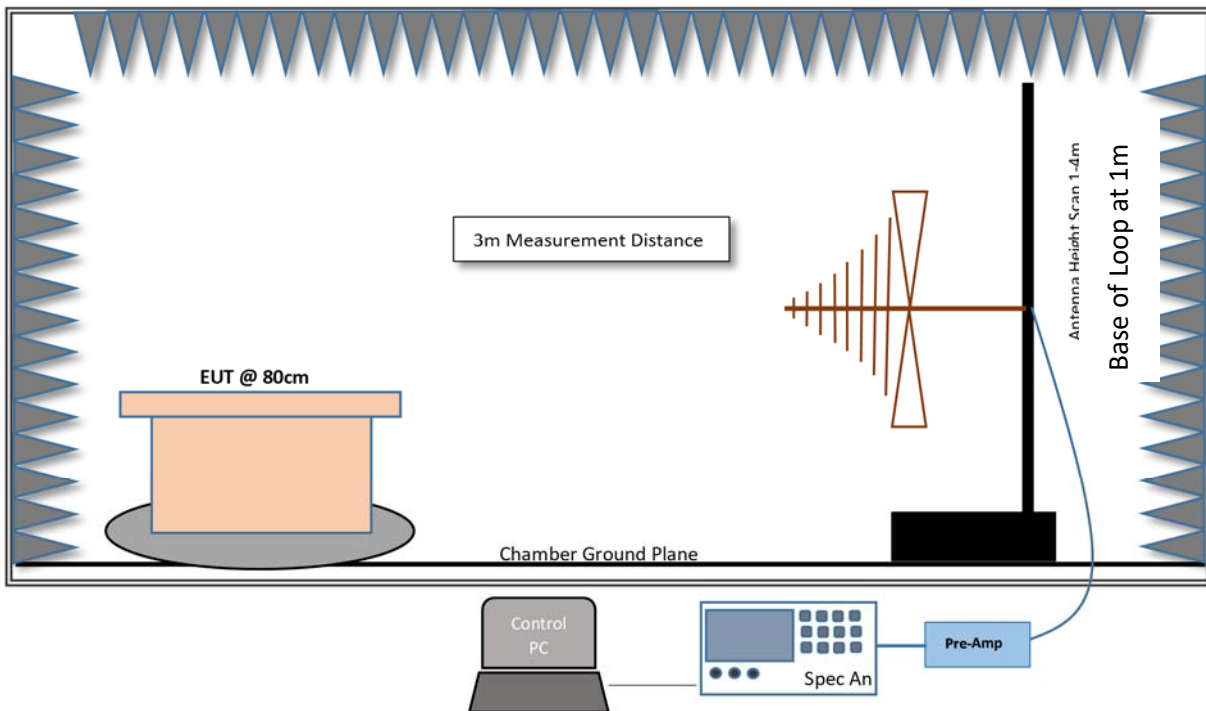 3m Measurement Distance
Antenna Height Scan 1-4m
Base of Loop at 1m
EUT @ 80cm
Chamber Ground Plane
Control
PC
Spec An
Pre-Amp